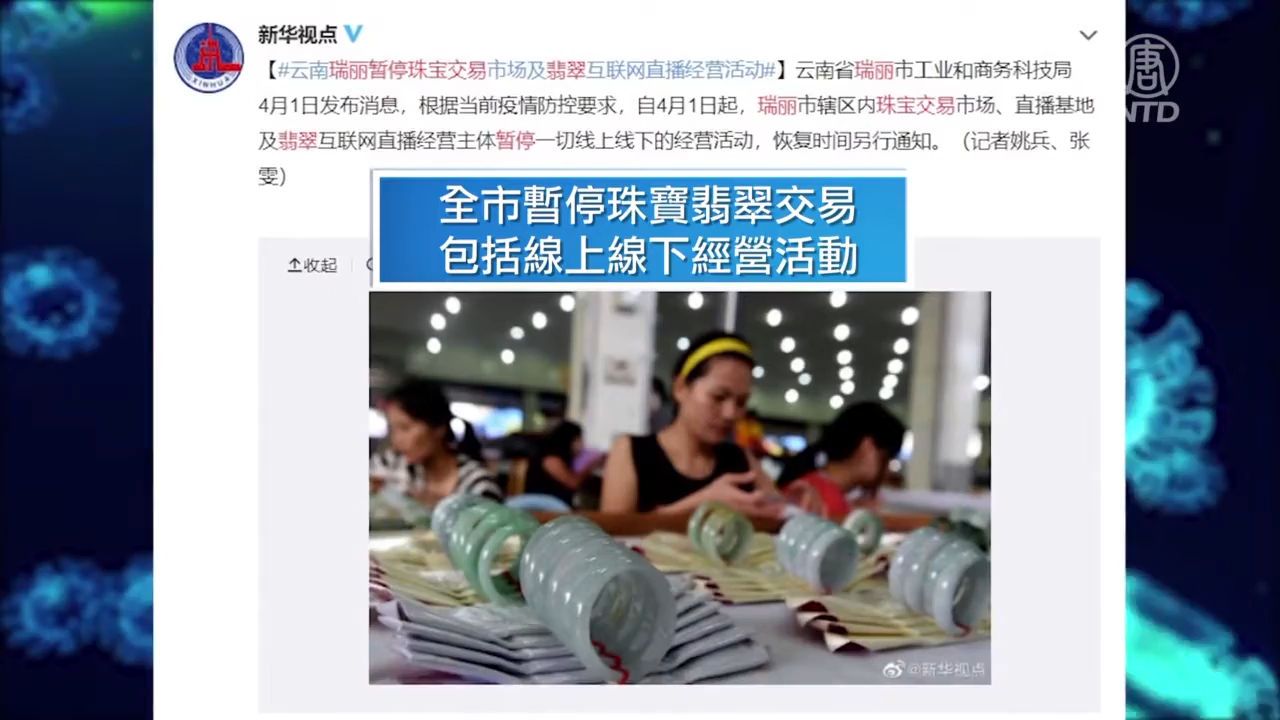 新华视点
【#云南瑞丽暂停珠宝交易市场及翡翠互联网直播经营活动#】云南省瑞丽市工业和商务科技局
4月1日发布消息，根据当前疫情防控要求，自4月1日起，瑞丽市辖区内珠宝交易市场、直播基地
及翡翠互联网直播经营主体暂停一切线上线下的经营活动，恢复时间另行通知。（记者姚兵、张
雯）
全市暫停珠寶翡翠交易
包括線上線下經營活動
收起
@新华视点
唐
NTD
XINHUA